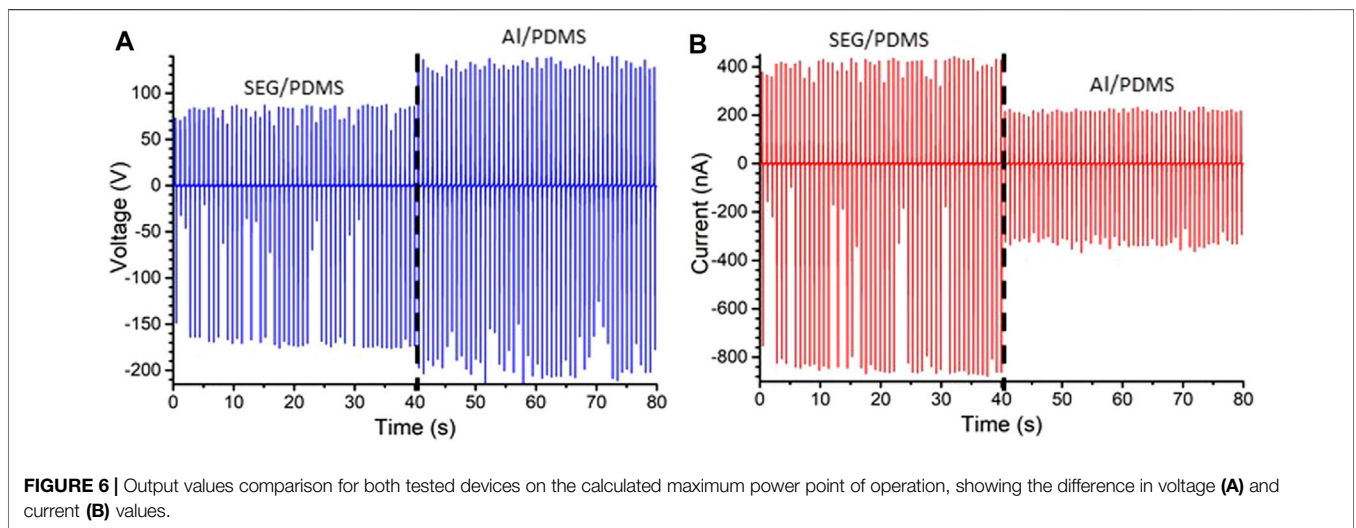 A
Al/PDMS
SEG/PDMS
100
50
0
-50
-100
-150
-200
Voltage (V)
0 10 20 30 40 50 60 70 80
Time (s)
B
SEG/PDMS
Al/PDMS
400
200
0
-200
-400
-600
-800
Current (nA)
0 10 20 30 40 50 60 70 80
Time (s)
FIGURE 6 | Output values comparison for both tested devices on the calculated maximum power point of operation, showing the difference in voltage (A) and
current (B) values.